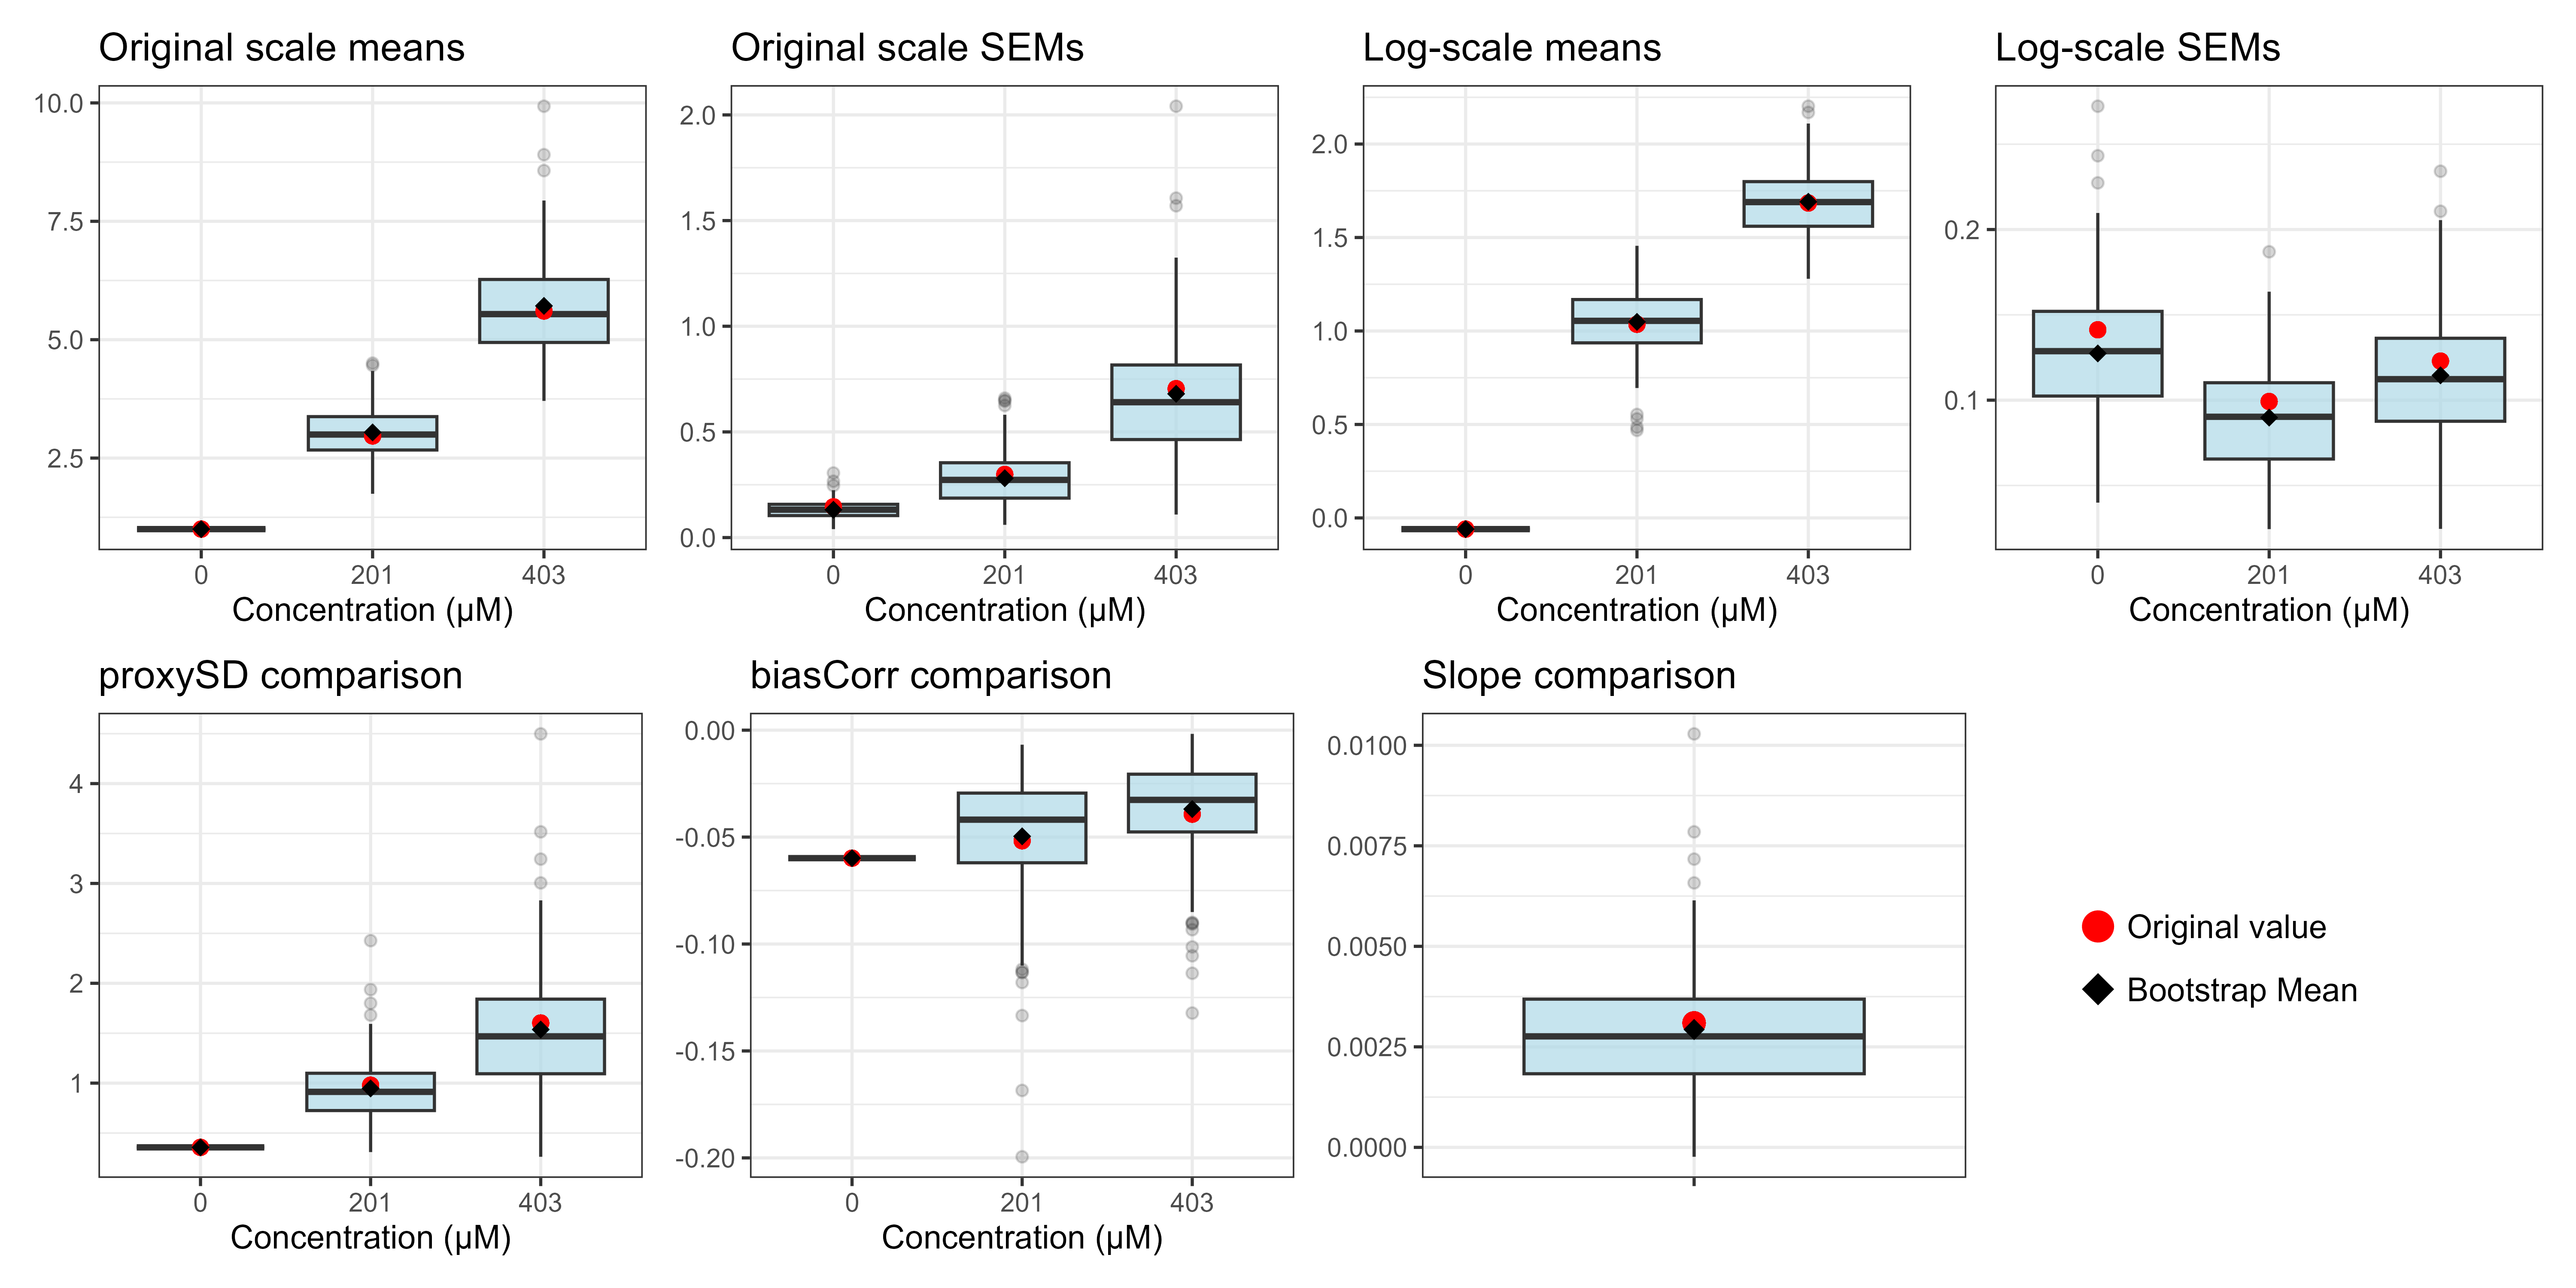 Original scale means
10.0
7.5
5.0
2.5
0 201 403
Concentration (µM)
Original scale SEMs
2.0
1.5
1.0
0.5
0.0
0 201 403
Concentration (µM)
Log-scale means
2.0
1.5
1.0
0.5
0.0
0 201 403
Concentration (µM)
Log-scale SEMs
0.2
0.1
0 201 403
Concentration (µM)
proxySD comparison
4
3
2
1
0 201 403
Concentration (µM)
biasCorr comparison
0.00
-0.05
-0.10
-0.15
-0.20
0 201 403
Concentration (µM)
Slope comparison
0.0100
0.0075
0.0050
0.0025
0.0000
Original value
Bootstrap Mean